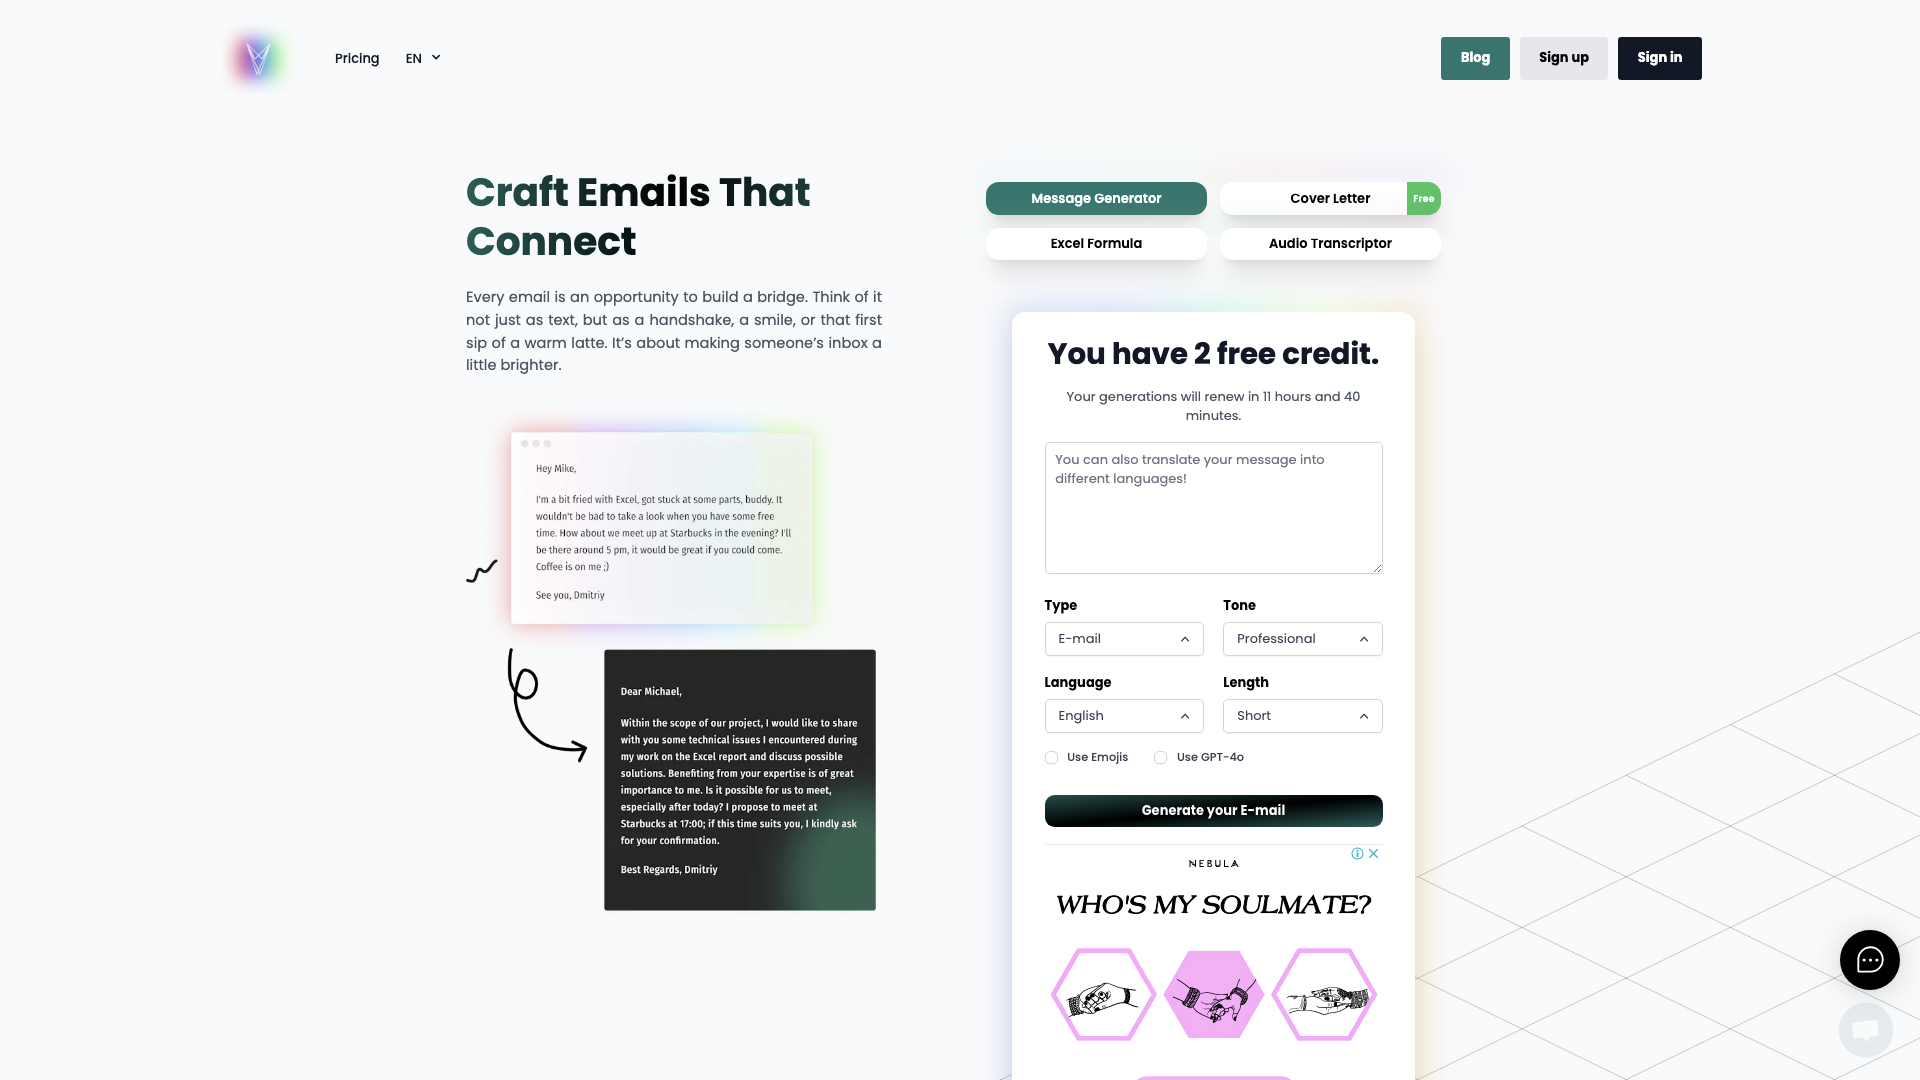 Pricing
EN
Blog
Sign up
Sign in
Craft Emails That
Connect
Every email is an opportunity to build a bridge. Think of it
not just as text, but as a handshake, a smile, or that first
sip of a warm latte. It’s about making someone’s inbox a
little brighter.
Hey Mike,
I'm a bit fried with Excel, got stuck at some parts, buddy. It
wouldn't be bad to take a look when you have some free
time. How about we meet up at Starbucks in the evening? I'll
be there around 5 pm, it would be great if you could come.
Coffee is on me ;)
See you, Dmitriy
Dear Michael,
Within the scope of our project, I would like to share
with you some technical issues I encountered during
my work on the Excel report and discuss possible
solutions. Benefiting from your expertise is of great
importance to me. Is it possible for us to meet,
especially after today? I propose to meet at
Starbucks at 17:00; if this time suits you, I kindly ask
for your confirmation.
Best Regards, Dmitriy
Message Generator
Cover Letter
Free
Excel Formula
Audio Transcriptor
You have 2 free credit.
Your generations will renew in 11 hours and 40
minutes.
You can also translate your message into
different languages!
Type
Tone
E-mail
Professional
Language
Length
English
Short
Use Emojis
Use GPT-4o
Generate your E-mail
NEBULA
WHO'S MY SOULMATE?